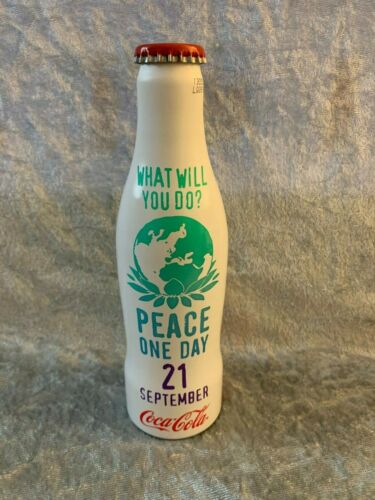 WHAT WILL
YOU DO?
PEACE
ONE DAY
21
SEPTEMBER
Coca-Cola